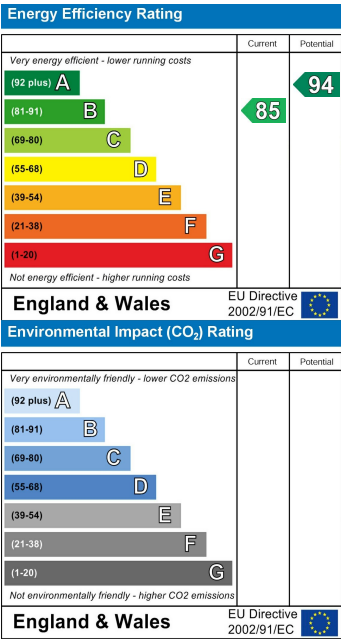 Energy Efficiency Rating
Current Potential
Very energy efficient - lower running costs
(92 plus) A
94
(81-91) B
85
(69-80) C
(55-68) D
(39-54) E
(21-38) F
(1-20) G
Not energy efficient - higher running costs
England & Wales
EU Directive
2002/91/EC
Environmental Impact (CO₂) Rating
Current Potential
Very environmentally friendly - lower CO2 emissions
(92 plus) A
(81-91) B
(69-80) C
(55-68) D
(39-54) E
(21-38) F
(1-20) G
Not environmentally friendly - higher CO2 emissions
England & Wales
EU Directive
2002/91/EC